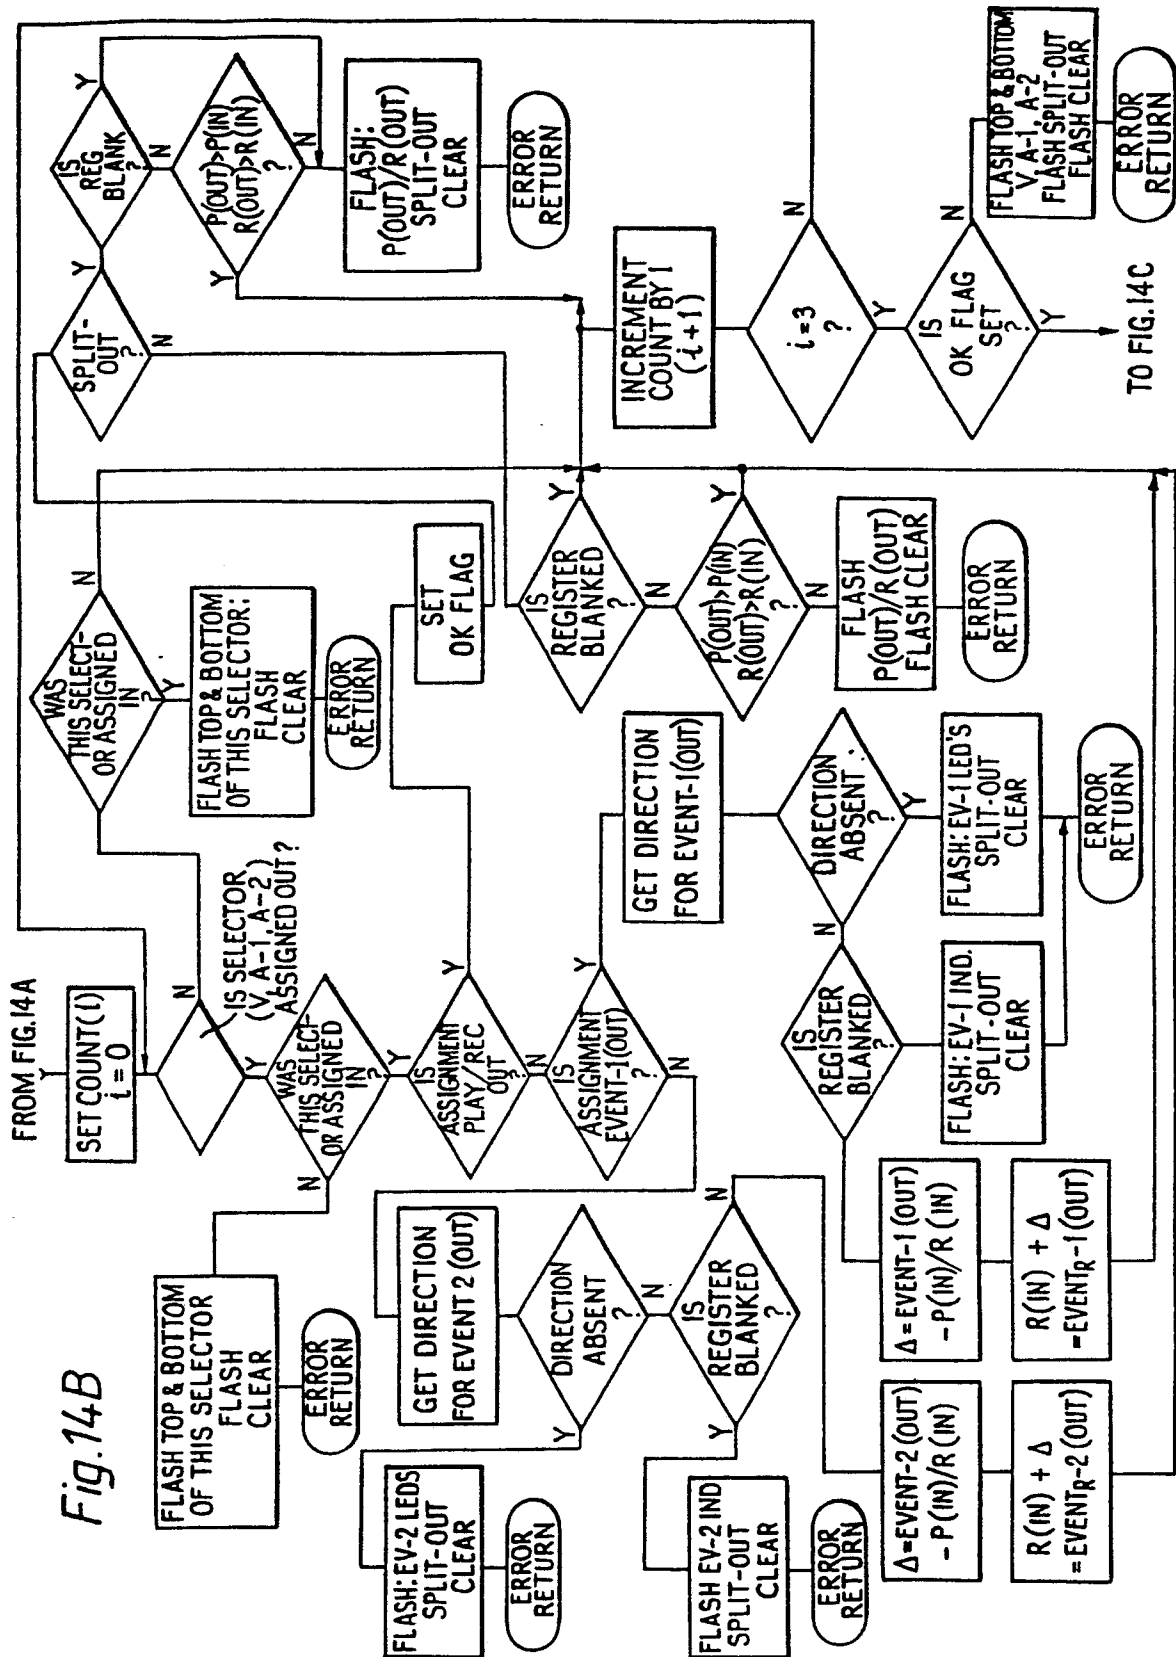 Fig.14B
FROM FIG.14A
SET COUNT(i)
i = 0
N
IS SELECTOR
(V, A-1, A-2)
ASSIGNED OUT?
Y
WAS
THIS SELECT-
OR ASSIGNED
IN
?
N
Y
FLASH TOP & BOTTOM
OF THIS SELECTOR:
FLASH
CLEAR
ERROR
RETURN
WAS
THIS SELECT-
OR ASSIGNED
IN
?
N
Y
FLASH TOP & BOTTOM
OF THIS SELECTOR
FLASH
CLEAR
ERROR
RETURN
IS
ASSIGNMENT
PLAY/REC
OUT
?
Y
N
SET
OK FLAG
SPLIT-
OUT
?
Y
N
IS
REG
BLANK
?
Y
N
P(OUT)>P(IN)
R(OUT)>R(IN)
?
Y
N
FLASH:
P(OUT)/R(OUT)
SPLIT-OUT
CLEAR
ERROR
RETURN
IS
REGISTER
BLANKED
?
Y
N
P(OUT)>P(IN)
R(OUT)>R(IN)
?
Y
N
FLASH
P(OUT)/R(OUT)
FLASH CLEAR
ERROR
RETURN
INCREMENT
COUNT BY 1
(i+1)
i=3
?
N
Y
IS
OK FLAG
SET
?
N
Y
FLASH TOP & BOTTOM
V, A-1, A-2
FLASH SPLIT-OUT
FLASH CLEAR
ERROR
RETURN
TO FIG.14C
IS
ASSIGNMENT
EVENT-1(OUT)
?
Y
N
GET DIRECTION
FOR EVENT-1(OUT)
DIRECTION
ABSENT
?
N
Y
FLASH: EV-1 LED'S
SPLIT-OUT
CLEAR
IS
REGISTER
BLANKED
?
Y
N
FLASH: EV-1 IND.
SPLIT-OUT
CLEAR
ERROR
RETURN
Δ=EVENT-1(OUT)
- P(IN)/R(IN)
R(IN) + Δ
=EVENTR-1(OUT)
GET DIRECTION
FOR EVENT 2(OUT)
DIRECTION
ABSENT
?
Y
N
FLASH: EV-2 LEDS
SPLIT-OUT
CLEAR
ERROR
RETURN
IS
REGISTER
BLANKED
?
Y
N
FLASH EV-2 IND
SPLIT-OUT
CLEAR
ERROR
RETURN
Δ=EVENT-2(OUT)
- P(IN)/R(IN)
R(IN) + Δ
=EVENTR-2(OUT)